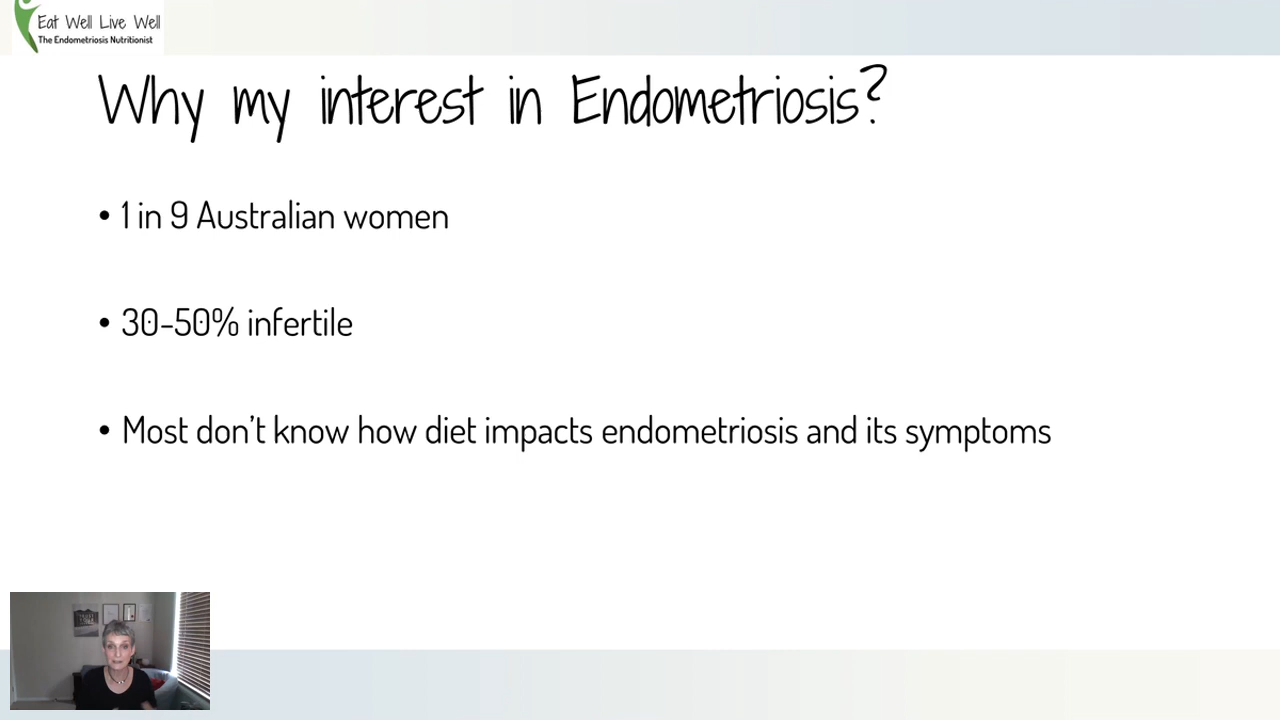 Eat Well Live Well
The Endometriosis Nutritionist
Why my interest in Endometriosis?
• 1 in 9 Australian women
• 30-50% infertile
• Most don't know how diet impacts endometriosis and its symptoms